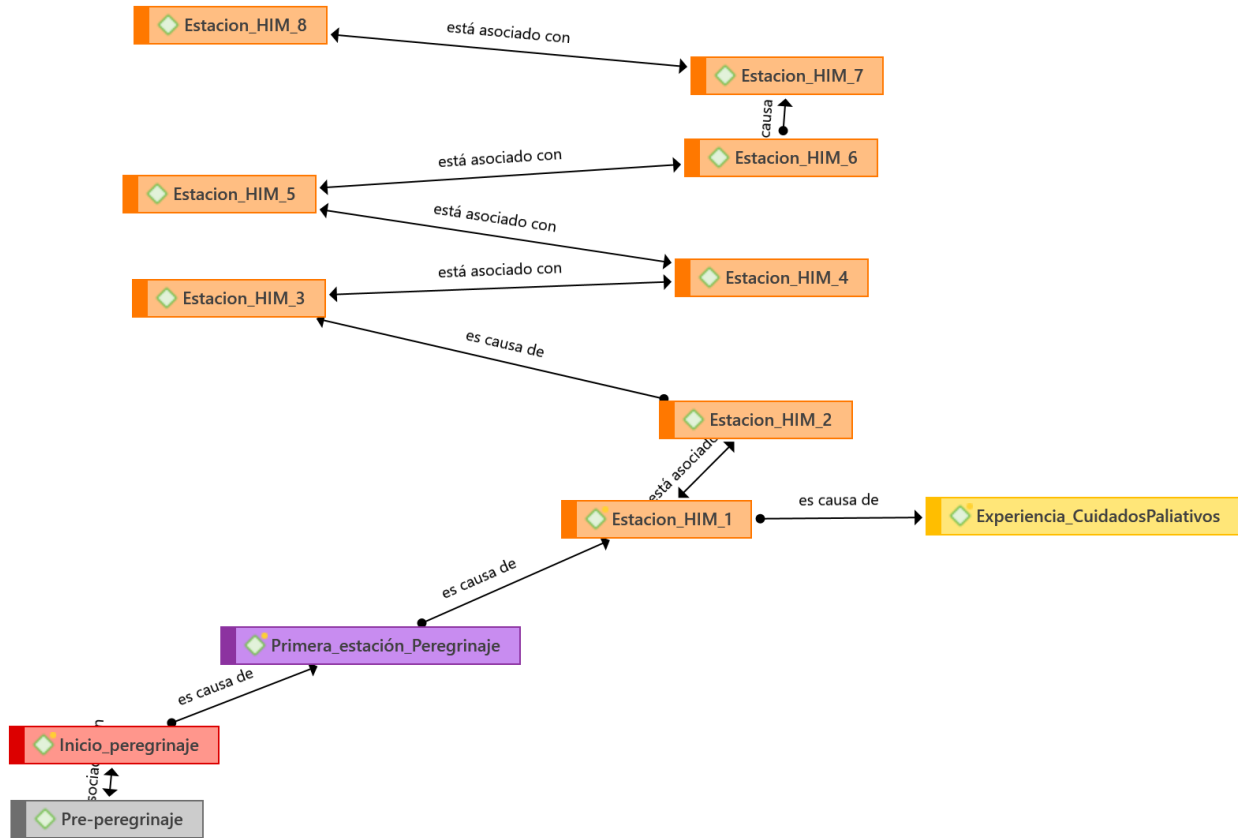 Estacion_HIM_8
está asociado con
Estacion_HIM_7
causa
Estacion_HIM_6
está asociado con
Estacion_HIM_5
está asociado con
Estacion_HIM_4
está asociado con
Estacion_HIM_3
es causa de
Estacion_HIM_2
está asociado
Estacion_HIM_1
es causa de
Experiencia_CuidadosPaliativos
es causa de
Primera_estación_Peregrinaje
es causa de
Inicio_peregrinaje
Pre-peregrinaje